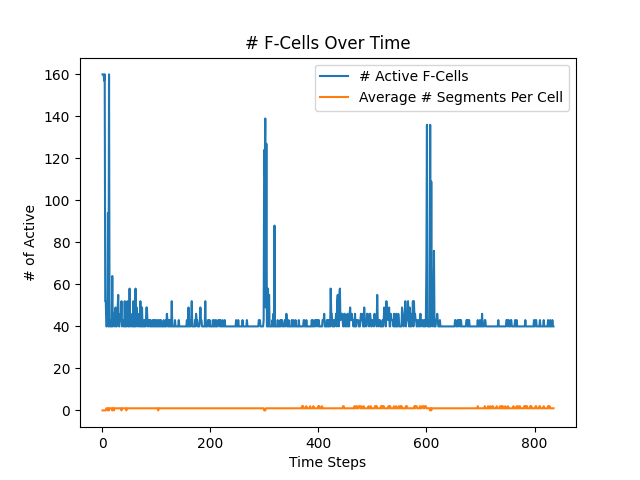 # F-Cells Over Time
# Active F-Cells
Average # Segments Per Cell
# of Active
160
140
120
100
80
60
40
20
0
0 200 400 600 800
Time Steps